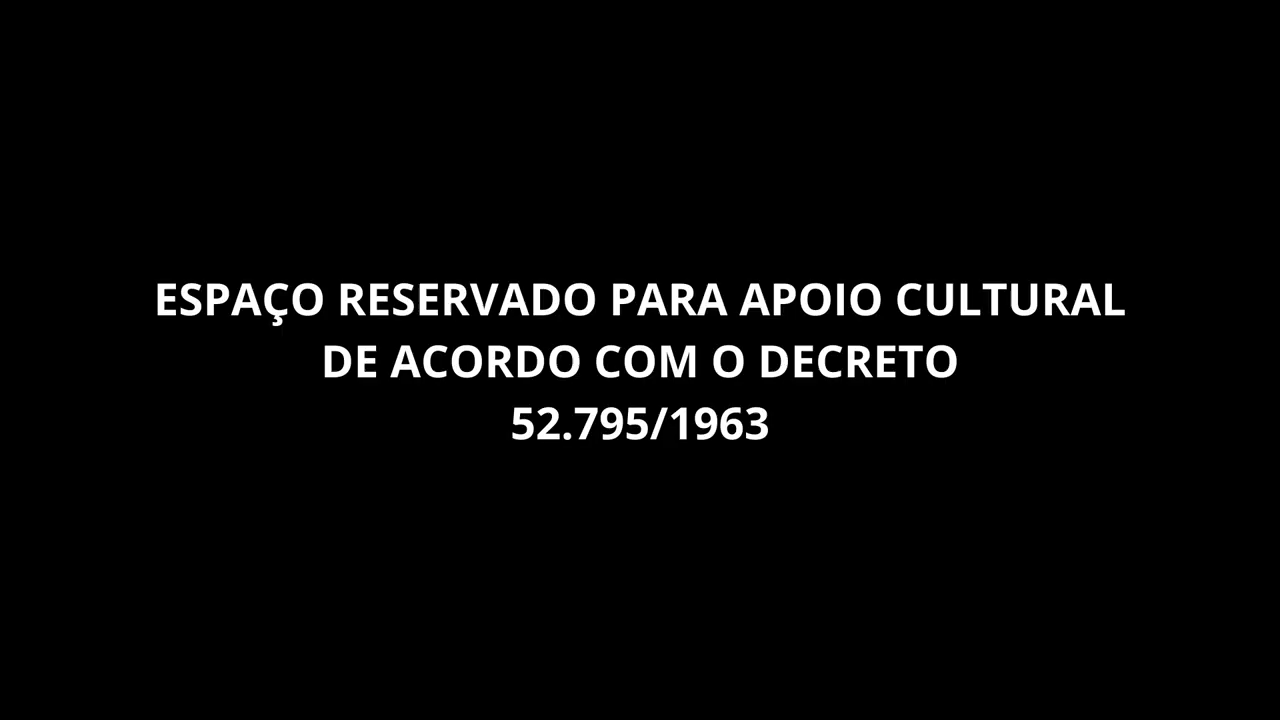 ESPAÇO RESERVADO PARA APOIO CULTURAL
DE ACORDO COM O DECRETO
52.795/1963